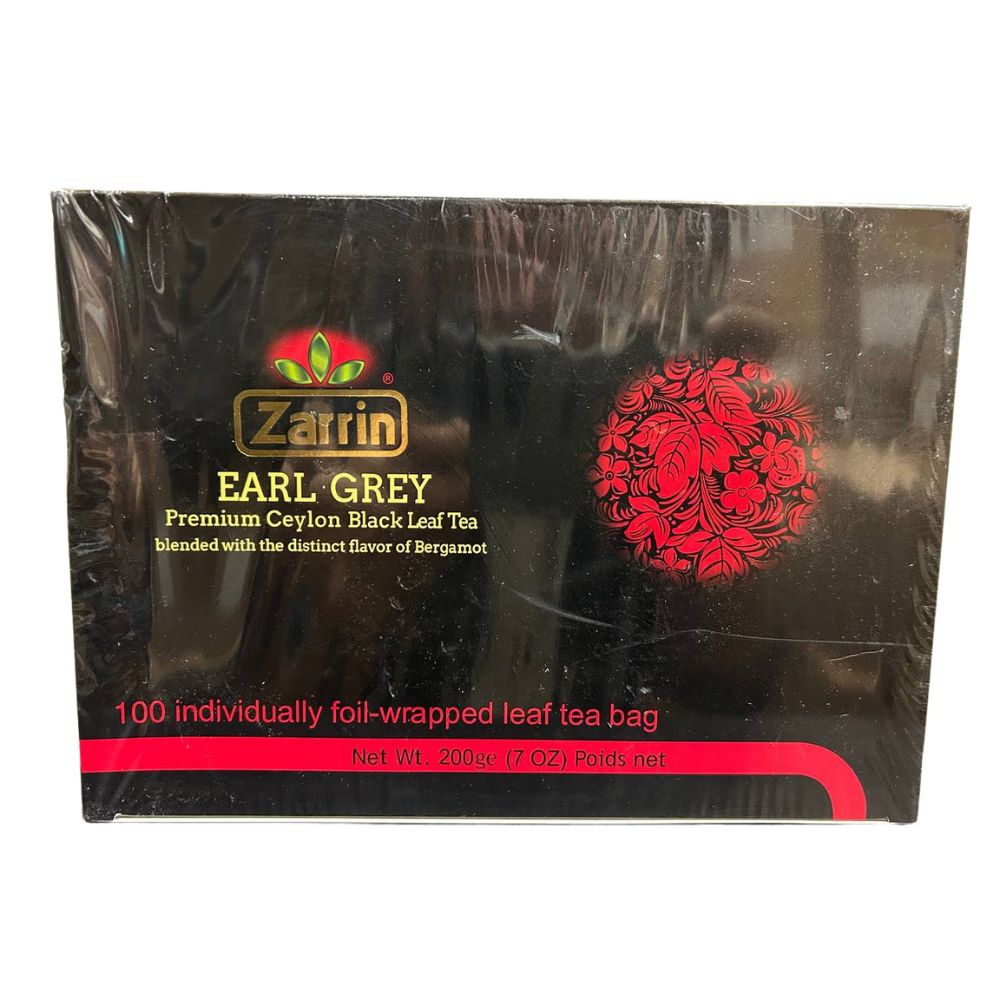 ®
Zarrin
EARL GREY
Premium Ceylon Black Leaf Tea
blended with the distinct flavor of Bergamot
100 individually foil-wrapped leaf tea bag
Net Wt. 200ge (7 OZ) Poids net